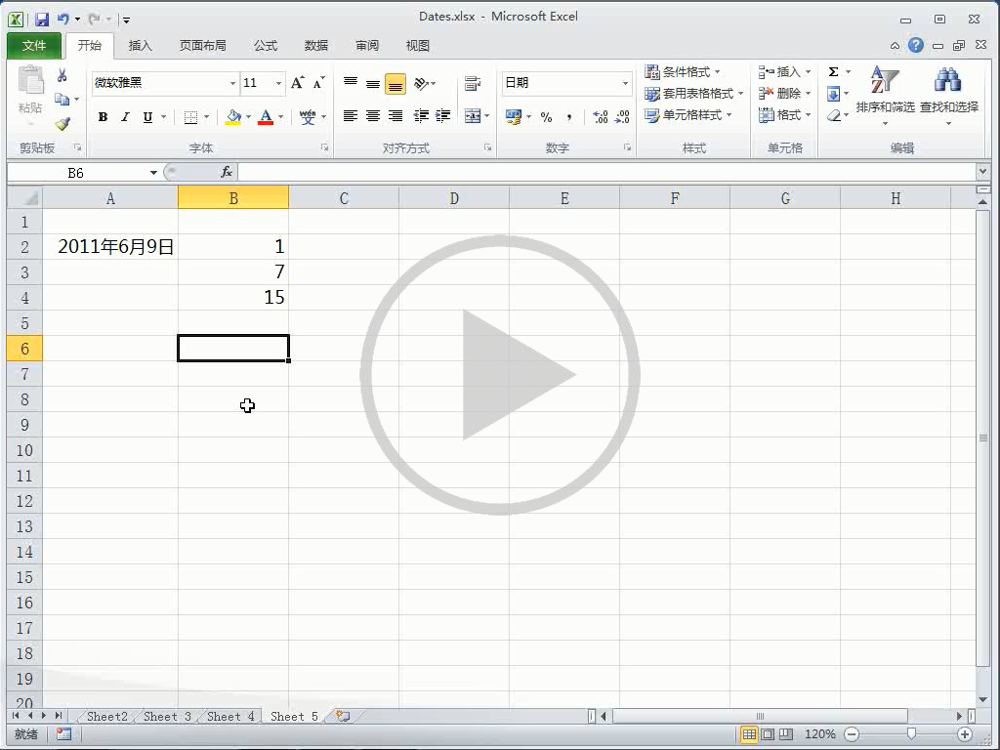 Dates.xlsx - Microsoft Excel
文件 开始 插入 页面布局 公式 数据 审阅 视图
粘贴 微软雅黑 11 日期 条件格式 套用表格格式 单元格样式 插入 删除 格式 Σ 排序和筛选 查找和选择
B I U A wén 文 % ,
剪贴板 字体 对齐方式 数字 样式 单元格 编辑
B6 fx
A B C D E F G H
1
2 2011年6月9日 1
3 7
4 15
5
6
7
8
9
10
11
12
13
14
15
16
17
18
19
20
Sheet2 Sheet 3 Sheet 4 Sheet 5
就绪 120%